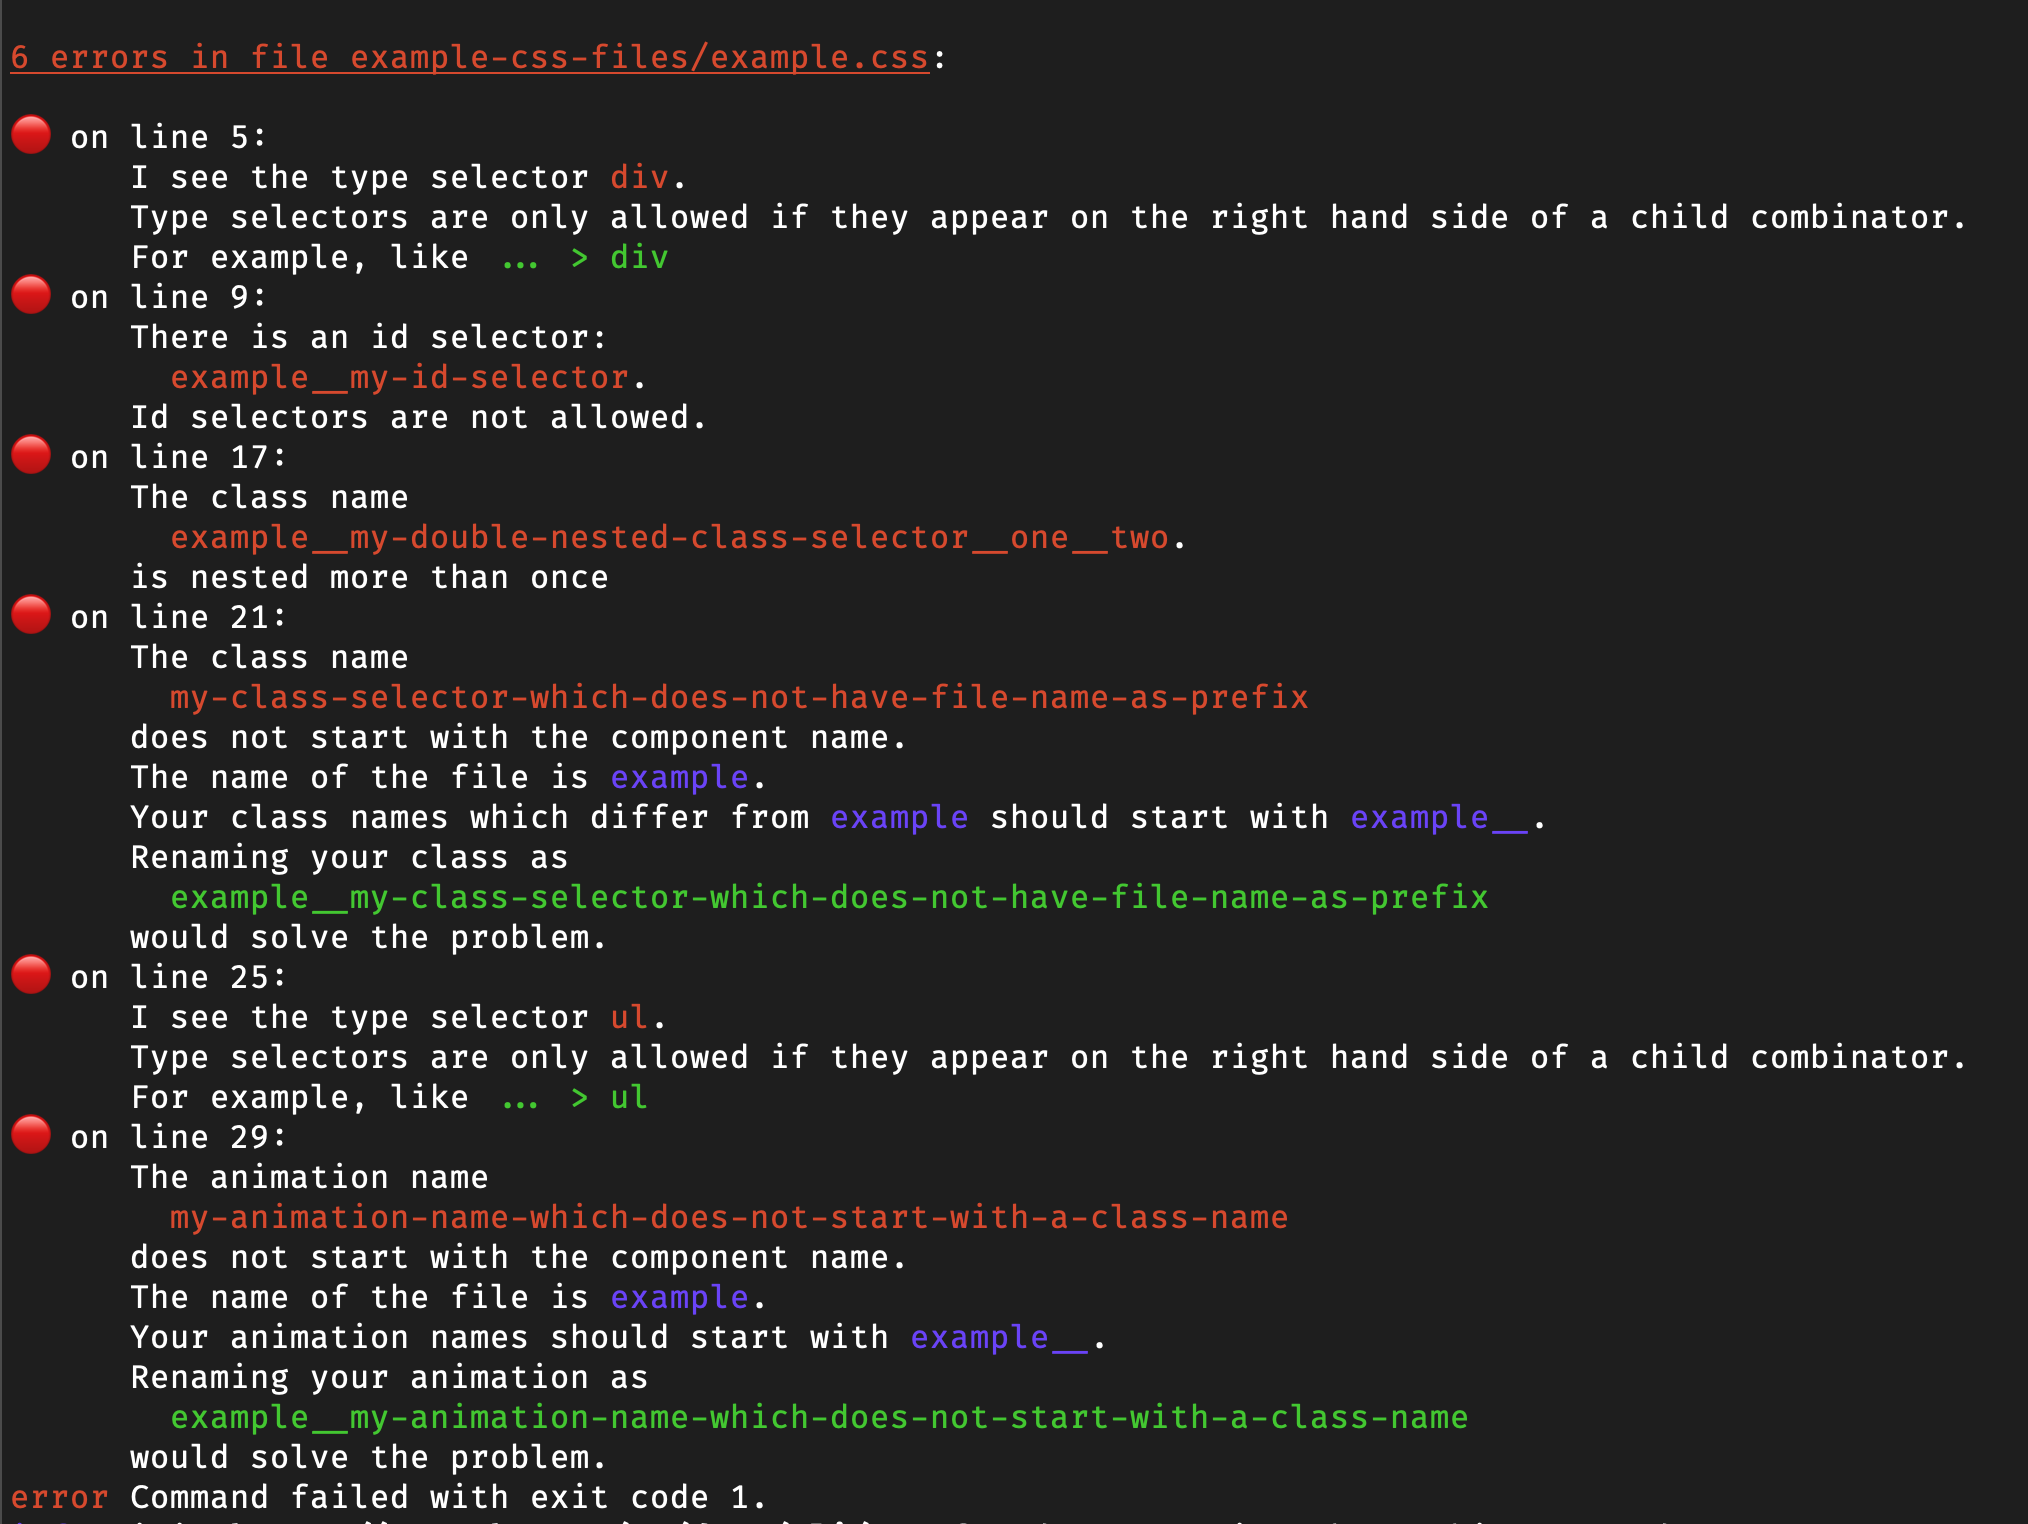 6 errors in file example-css-files/example.css:
on line 5:
I see the type selector div.
Type selectors are only allowed if they appear on the right hand side of a child combinator.
For example, like ... > div
on line 9:
There is an id selector:
example__my-id-selector.
Id selectors are not allowed.
on line 17:
The class name
example__my-double-nested-class-selector__one__two.
is nested more than once
on line 21:
The class name
my-class-selector-which-does-not-have-file-name-as-prefix
does not start with the component name.
The name of the file is example.
Your class names which differ from example should start with example__.
Renaming your class as
example__my-class-selector-which-does-not-have-file-name-as-prefix
would solve the problem.
on line 25:
I see the type selector ul.
Type selectors are only allowed if they appear on the right hand side of a child combinator.
For example, like ... > ul
on line 29:
The animation name
my-animation-name-which-does-not-start-with-a-class-name
does not start with the component name.
The name of the file is example.
Your animation names should start with example__.
Renaming your animation as
example__my-animation-name-which-does-not-start-with-a-class-name
would solve the problem.
error Command failed with exit code 1.